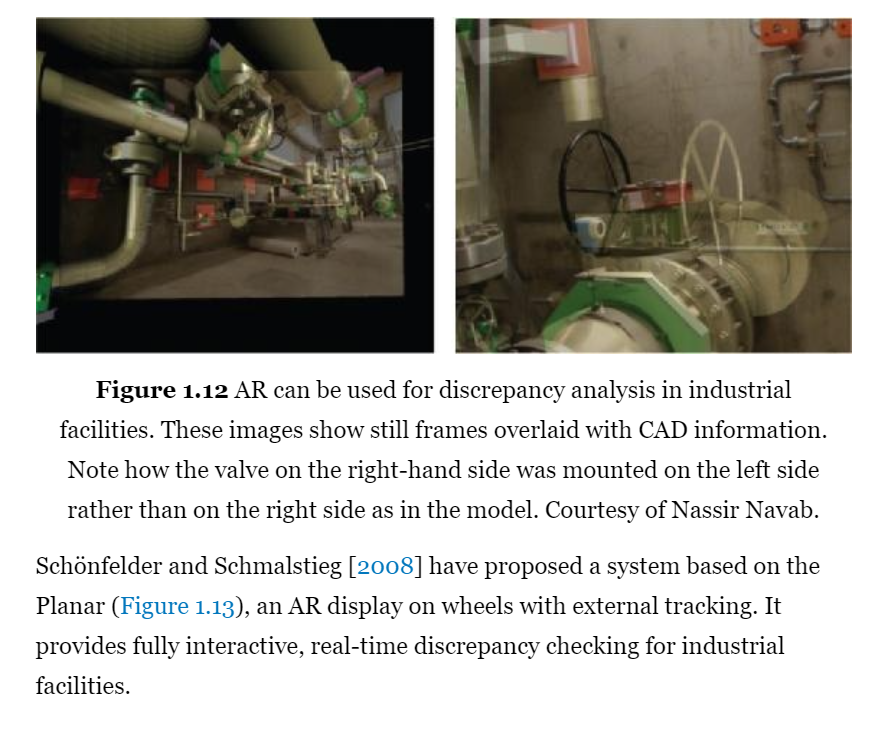 Figure 1.12 AR can be used for discrepancy analysis in industrial
facilities. These images show still frames overlaid with CAD information.
Note how the valve on the right-hand side was mounted on the left side
rather than on the right side as in the model. Courtesy of Nassir Navab.
Schönfelder and Schmalstieg [2008] have proposed a system based on the
Planar (Figure 1.13), an AR display on wheels with external tracking. It
provides fully interactive, real-time discrepancy checking for industrial
facilities.